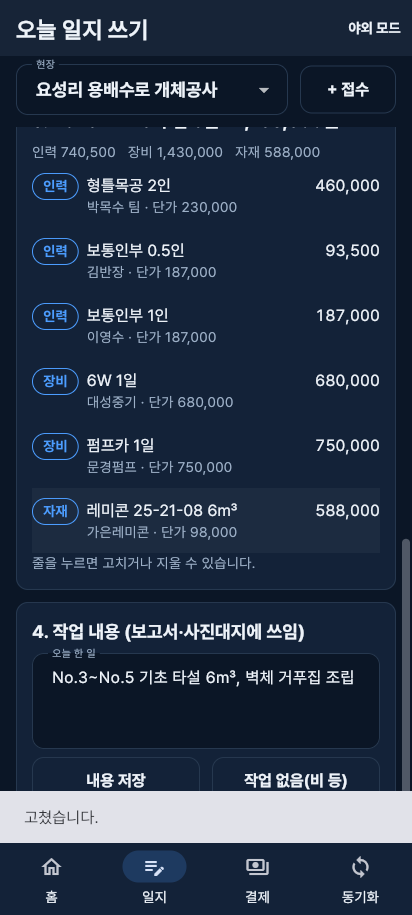 오늘 일지 쓰기
야외 모드
현장
요성리 용배수로 개체공사
+ 접수
인력 740,500 장비 1,430,000 자재 588,000
인력 형틀목공 2인 460,000
박목수 팀 · 단가 230,000
인력 보통인부 0.5인 93,500
김반장 · 단가 187,000
인력 보통인부 1인 187,000
이영수 · 단가 187,000
장비 6W 1일 680,000
대성중기 · 단가 680,000
장비 펌프카 1일 750,000
문경펌프 · 단가 750,000
자재 레미콘 25-21-08 6m³ 588,000
가은레미콘 · 단가 98,000
줄을 누르면 고치거나 지울 수 있습니다.
4. 작업 내용 (보고서·사진대지에 쓰임)
오늘 한 일
No.3~No.5 기초 타설 6m³, 벽체 거푸집 조립
내용 저장
작업 없음(비 등)
고쳤습니다.
홈
일지
결제
동기화